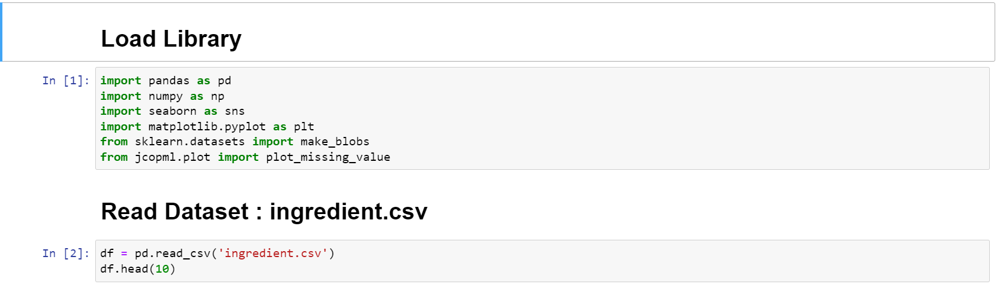 Load Library
In [1]:
import pandas as pd
import numpy as np
import seaborn as sns
import matplotlib.pyplot as plt
from sklearn.datasets import make_blobs
from jcopml.plot import plot_missing_value
Read Dataset : ingredient.csv
In [2]:
df = pd.read_csv('ingredient.csv')
df.head(10)